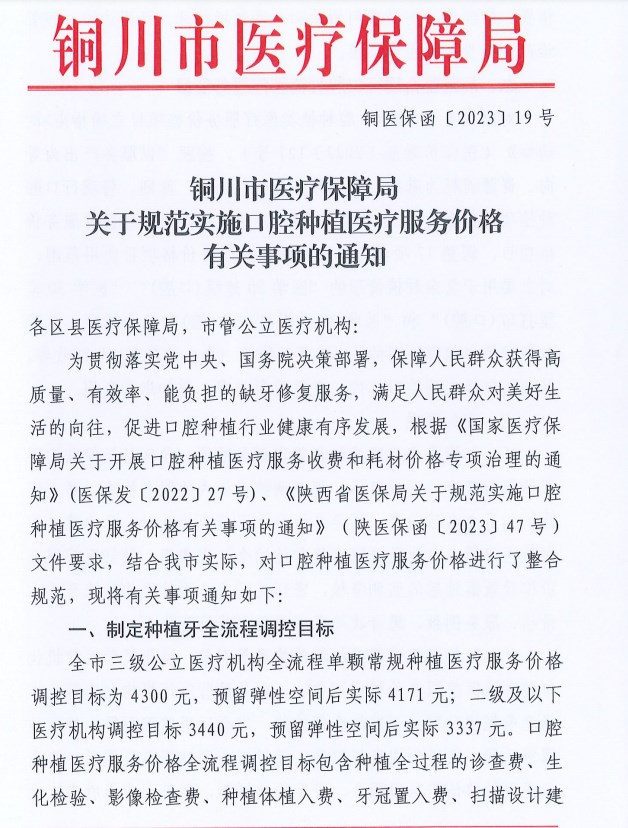 铜川市医疗保障局
铜医保函〔2023〕19号
铜川市医疗保障局
关于规范实施口腔种植医疗服务价格
有关事项的通知
各区县医疗保障局，市管公立医疗机构：
为贯彻落实党中央、国务院决策部署，保障人民群众获得高
质量、有效率、能负担的缺牙修复服务，满足人民群众对美好生
活的向往，促进口腔种植行业健康有序发展，根据《国家医疗保
障局关于开展口腔种植医疗服务收费和耗材价格专项治理的通
知》(医保发〔2022〕27号)、《陕西省医保局关于规范实施口腔
种植医疗服务价格有关事项的通知》（陕医保函〔2023〕47号）
文件要求，结合我市实际，对口腔种植医疗服务价格进行了整合
规范，现将有关事项通知如下：
一、制定种植牙全流程调控目标
全市三级公立医疗机构全流程单颗常规种植医疗服务价格
调控目标为4300元，预留弹性空间后实际4171元；二级及以下
医疗机构调控目标3440元，预留弹性空间后实际3337元。口腔
种植医疗服务价格全流程调控目标包含种植全过程的诊查费、生
化检验、影像检查费、种植体植入费、牙冠置入费、扫描设计建